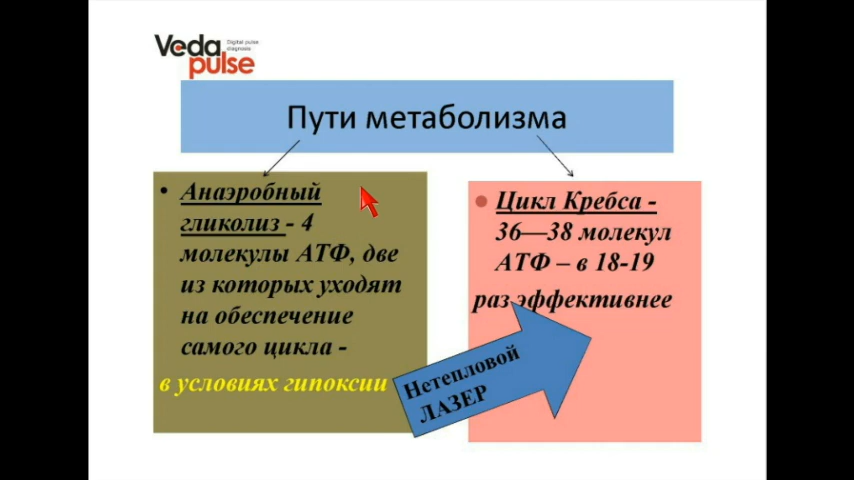 Veda
pulse
Digital pulse
diagnosis
Пути метаболизма
• Анаэробный
гликолиз - 4
молекулы АТФ, две
из которых уходят
на обеспечение
самого цикла -
в условиях гипоксии
• Цикл Кребса -
36—38 молекул
АТФ – в 18-19
раз эффективнее
Нетепловой
ЛАЗЕР